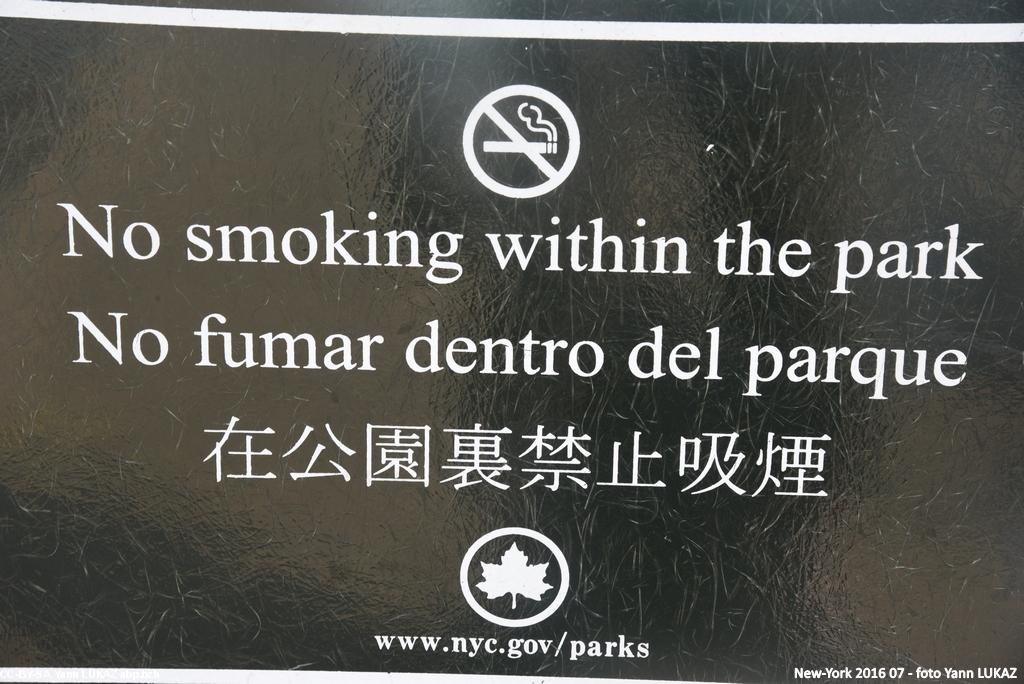 No smoking within the park
No fumar dentro del parque
在公園裏禁止吸煙
www.nyc.gov/parks
New-York 2016 07 - foto Yann LUKAZ